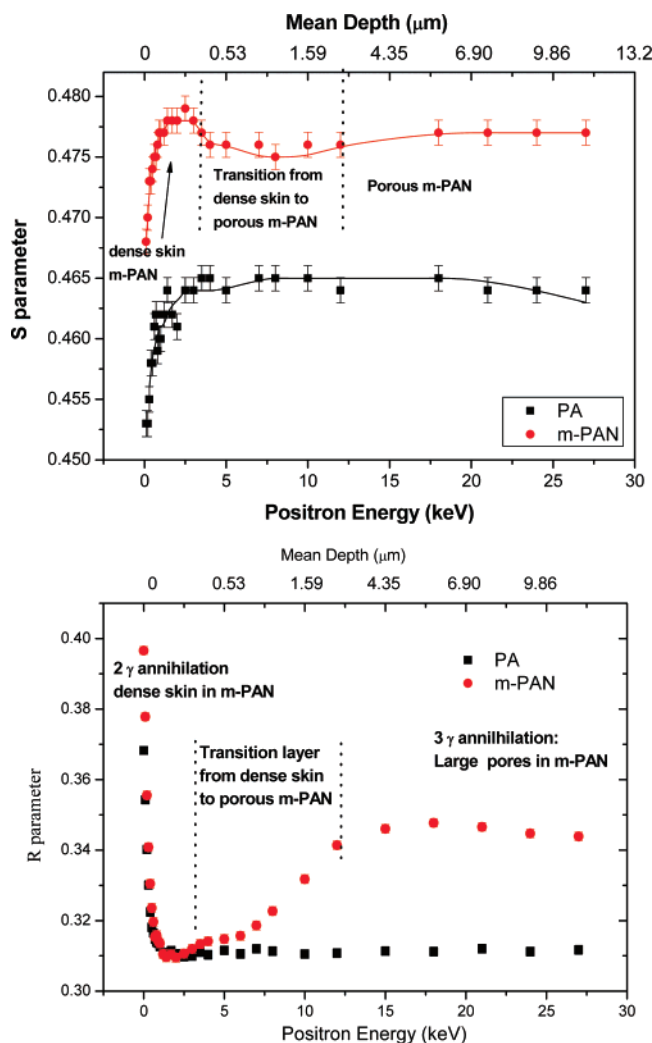 Mean Depth (μm)
0 0.53 1.59 4.35 7.90 9.86 13.2
0.480
0.475
0.470
0.465
0.460
0.455
0.450
S parameter
Transition from
dense skin to
porous m-PAN
Porous m-PAN
dense skin
m-PAN
PA
m-PAN
0 5 10 15 20 25 30
Positron Energy (keV)
Mean Depth (μm)
0 0.53 1.59 4.35 6.90 9.86
0.40
0.38
0.36
0.34
0.32
0.30
R parameter
2 γ annihilation
dense skin in m-PAN
PA
m-PAN
Transition layer
from dense skin
to porous m-PAN
3 γ annilhilation:
Large pores in m-PAN
0 5 10 15 20 25 30
Positron Energy (keV)